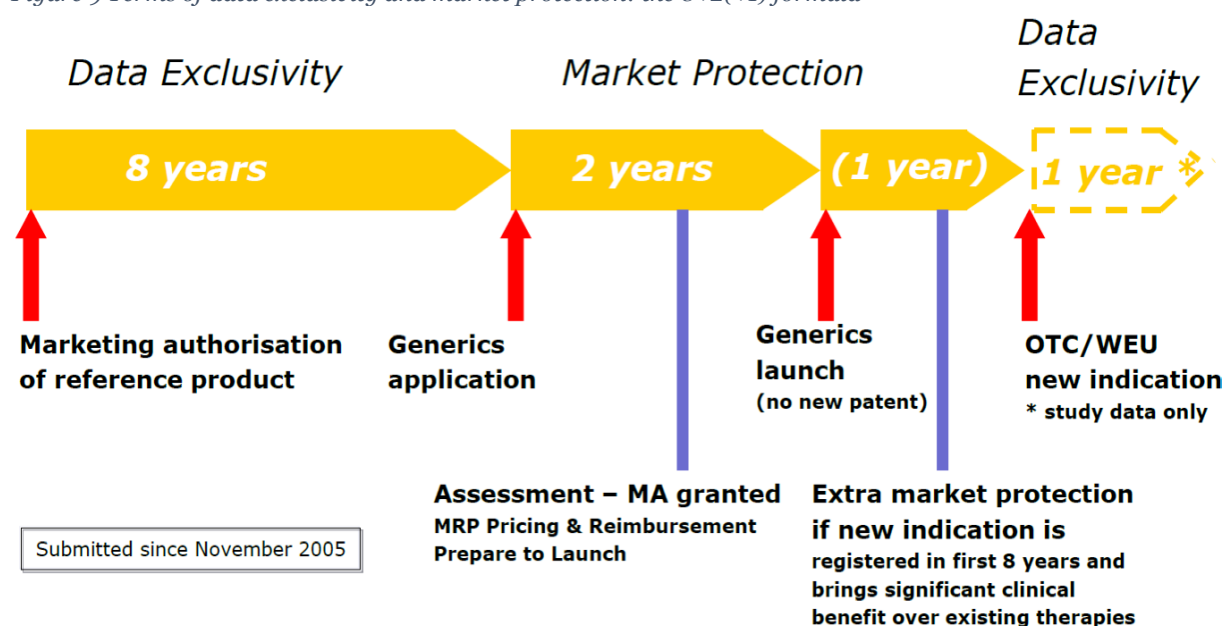 Data Exclusivity
Market Protection
Data
Exclusivity
8 years
2 years
(1 year)
1 year *
Marketing authorisation
of reference product
Generics
application
Generics
launch
(no new patent)
OTC/WEU
new indication
* study data only
Assessment – MA granted
MRP Pricing & Reimbursement
Prepare to Launch
Extra market protection
if new indication is
registered in first 8 years and
brings significant clinical
benefit over existing therapies
Submitted since November 2005